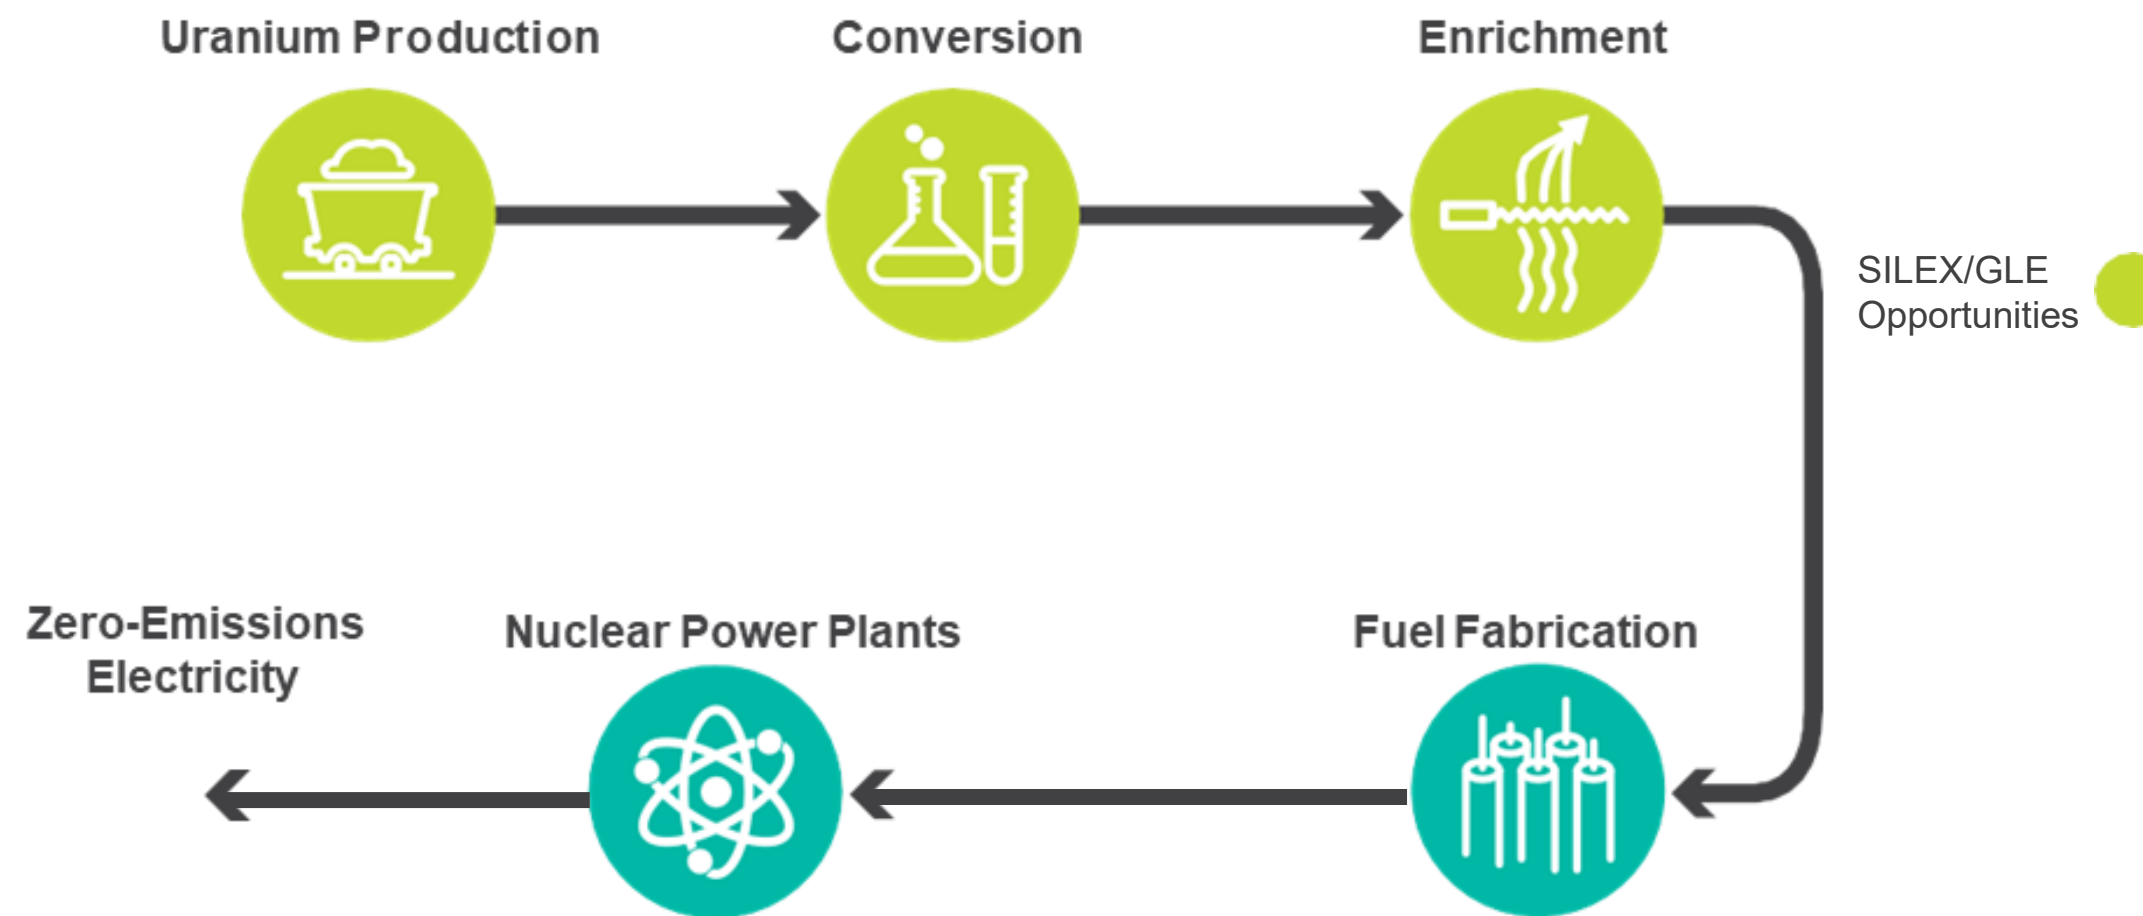 Uranium Production
Conversion
Enrichment
SILEX/GLE
Opportunities
Zero-Emissions
Electricity
Nuclear Power Plants
Fuel Fabrication